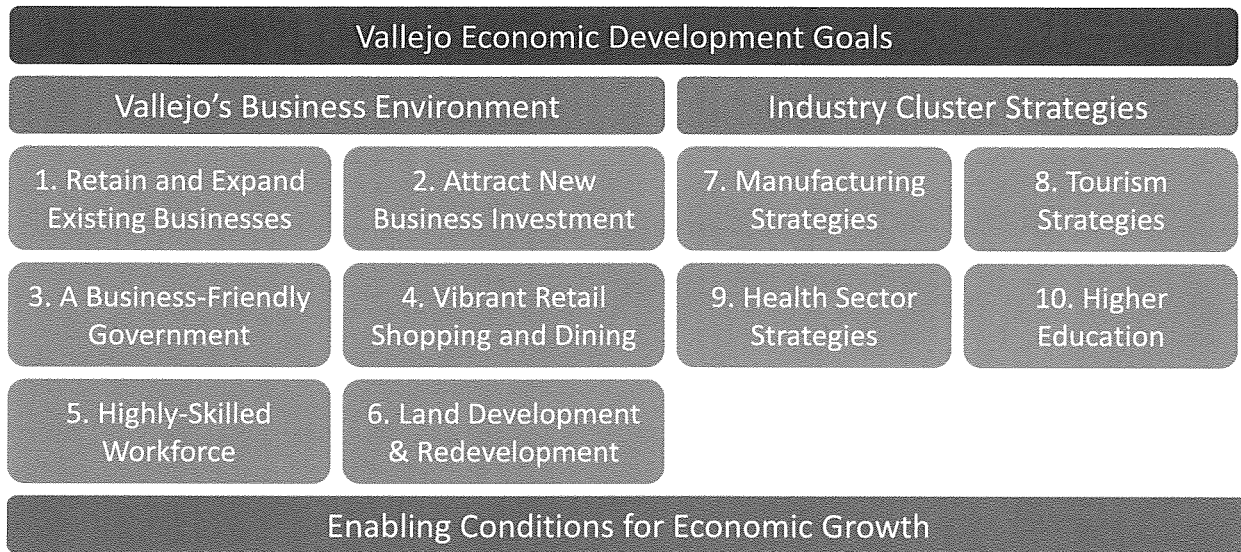 Vallejo Economic Development Goals
Vallejo's Business Environment
Industry Cluster Strategies
1. Retain and Expand
Existing Businesses
2. Attract New
Business Investment
7. Manufacturing
Strategies
8. Tourism
Strategies
3. A Business-Friendly
Government
4. Vibrant Retail
Shopping and Dining
9. Health Sector
Strategies
10. Higher
Education
5. Highly-Skilled
Workforce
6. Land Development
& Redevelopment
Enabling Conditions for Economic Growth